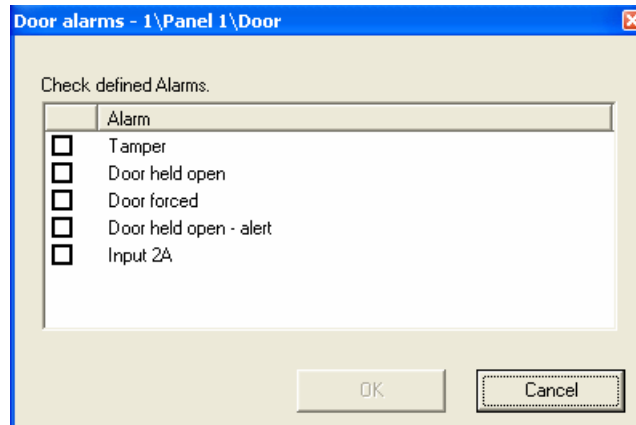 Door alarms - 1\Panel 1\Door
Check defined Alarms.
Alarm
Tamper
Door held open
Door forced
Door held open - alert
Input 2A
OK Cancel